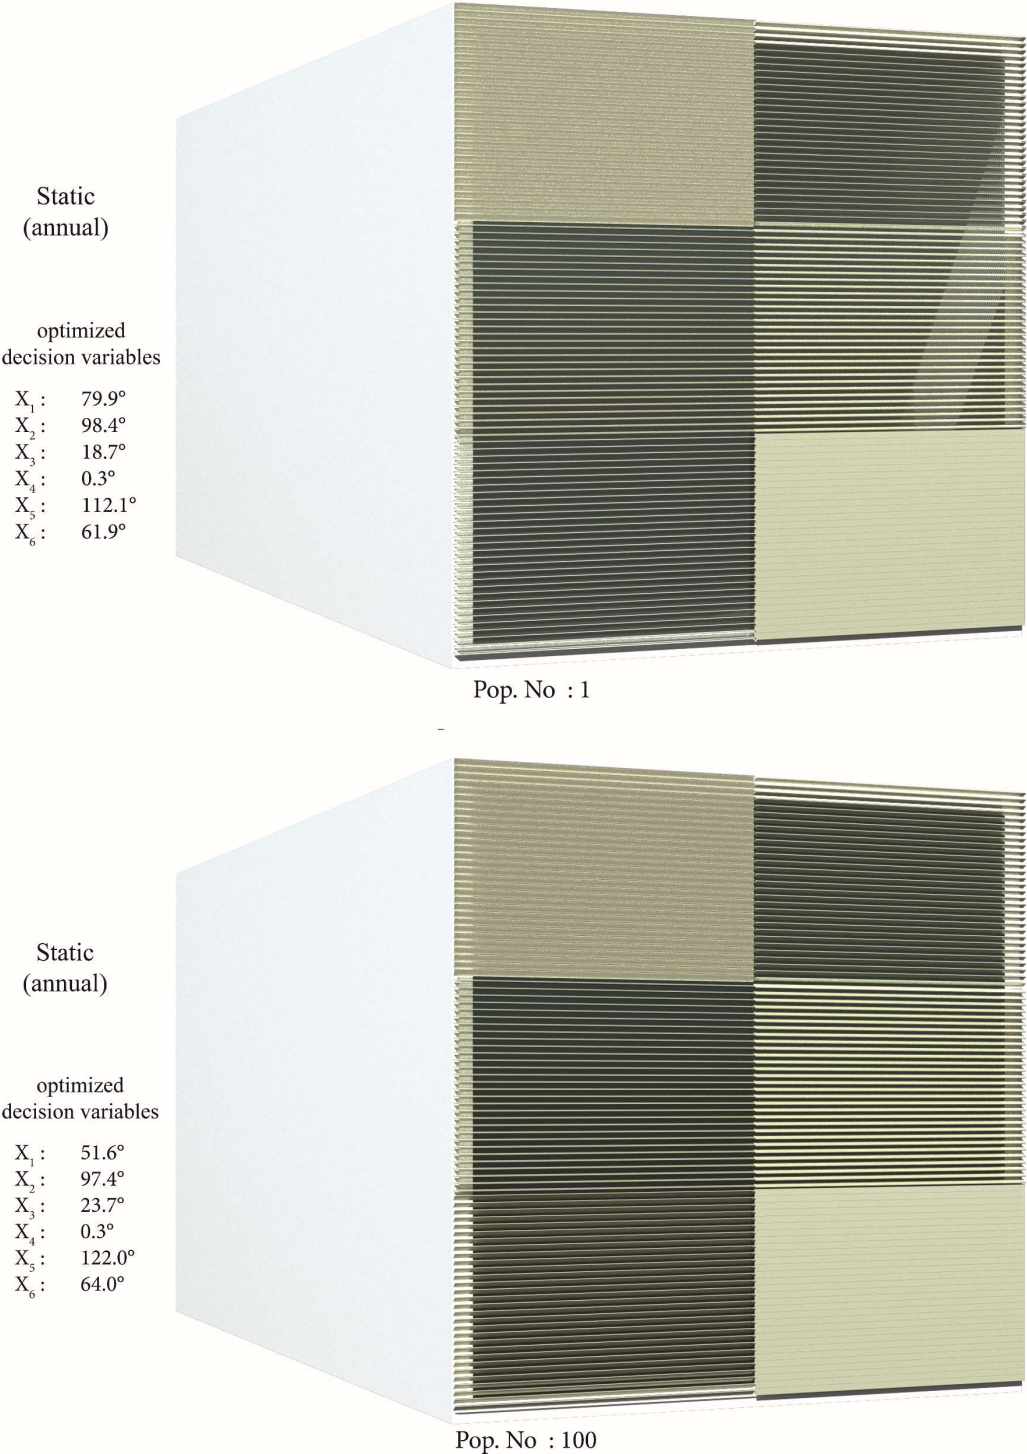 Static
(annual)
optimized
decision variables
X₁ : 79.9°
X₂ : 98.4°
X₃ : 18.7°
X₄ : 0.3°
X₅ : 112.1°
X₆ : 61.9°
Pop. No : 1
Static
(annual)
optimized
decision variables
X₁ : 51.6°
X₂ : 97.4°
X₃ : 23.7°
X₄ : 0.3°
X₅ : 122.0°
X₆ : 64.0°
Pop. No : 100